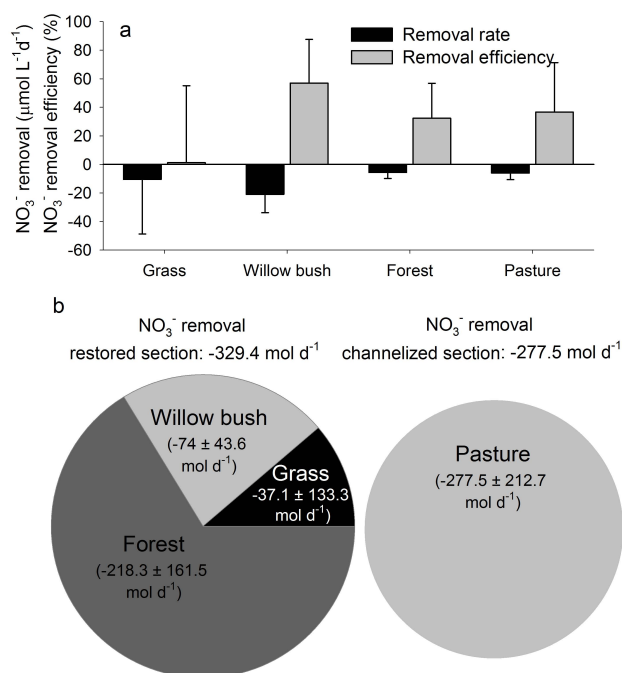 a
NO₃⁻ removal (μmol L⁻¹d⁻¹)
NO₃⁻ removal efficiency (%)
100
80
60
40
20
0
-20
-40
-60
Removal rate
Removal efficiency
Grass Willow bush Forest Pasture
b
NO₃⁻ removal
restored section: -329.4 mol d⁻¹
NO₃⁻ removal
channelized section: -277.5 mol d⁻¹
Willow bush
(-74 ± 43.6
mol d⁻¹)
Grass
-37.1 ± 133.3
mol d⁻¹)
Forest
(-218.3 ± 161.5
mol d⁻¹)
Pasture
(-277.5 ± 212.7
mol d⁻¹)